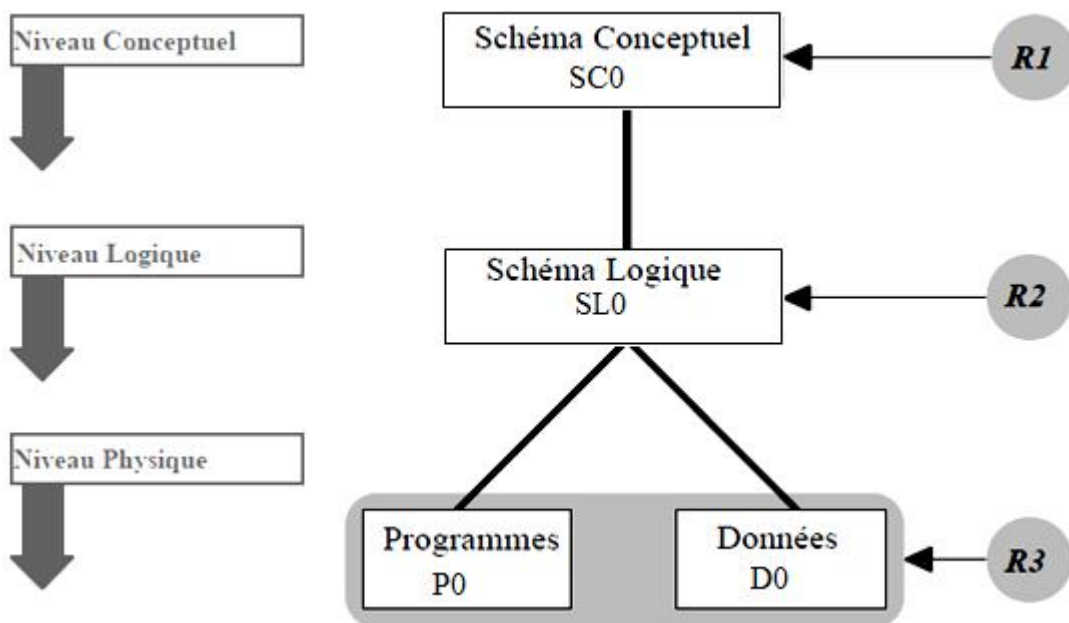 Niveau Conceptuel
Schéma Conceptuel
SC0
R1
Niveau Logique
Schéma Logique
SL0
R2
Niveau Physique
Programmes
P0
Données
D0
R3